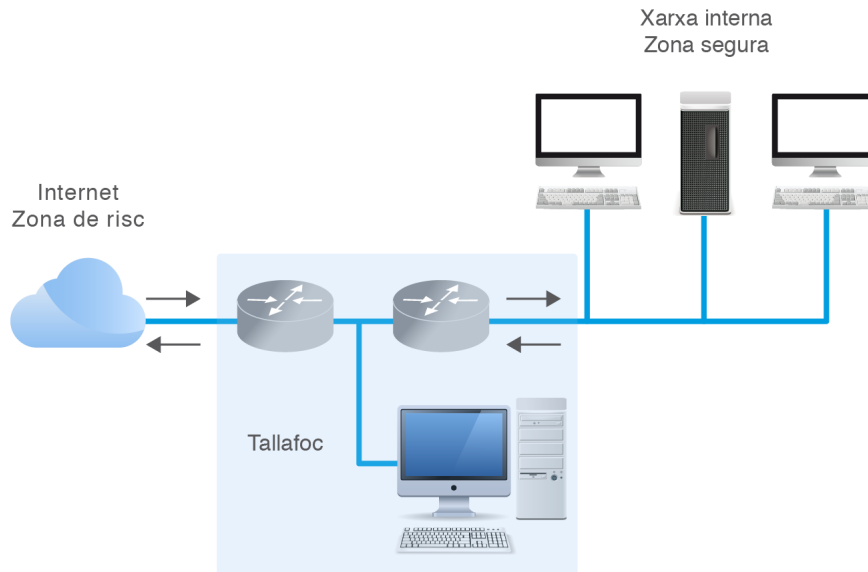 Xarxa interna
Zona segura
Internet
Zona de risc
Tallafoc